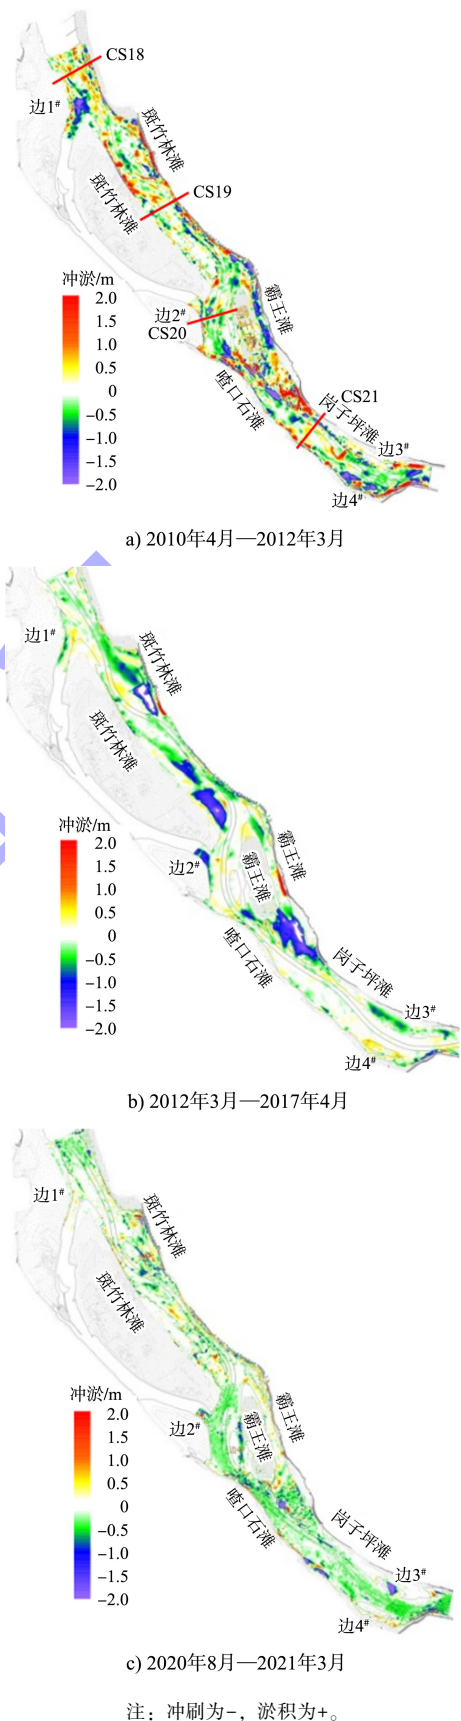 CS18
边1#
斑竹林滩
斑竹林滩
CS19
冲淤/m
2.0
1.5
1.0
0.5
0
−0.5
−1.0
−1.5
−2.0
霸王滩
边2#
CS20
喳口石滩
CS21
岗子坪滩
边3#
边4#
a) 2010年4月—2012年3月
边1#
斑竹林滩
斑竹林滩
冲淤/m
2.0
1.5
1.0
0.5
0
−0.5
−1.0
−1.5
−2.0
霸王滩
边2#
霸王滩
喳口石滩
岗子坪滩
边3#
边4#
b) 2012年3月—2017年4月
边1#
斑竹林滩
斑竹林滩
冲淤/m
2.0
1.5
1.0
0.5
0
−0.5
−1.0
−1.5
−2.0
霸王滩
边2#
霸王滩
喳口石滩
岗子坪滩
边3#
边4#
c) 2020年8月—2021年3月
注：冲刷为−，淤积为+。